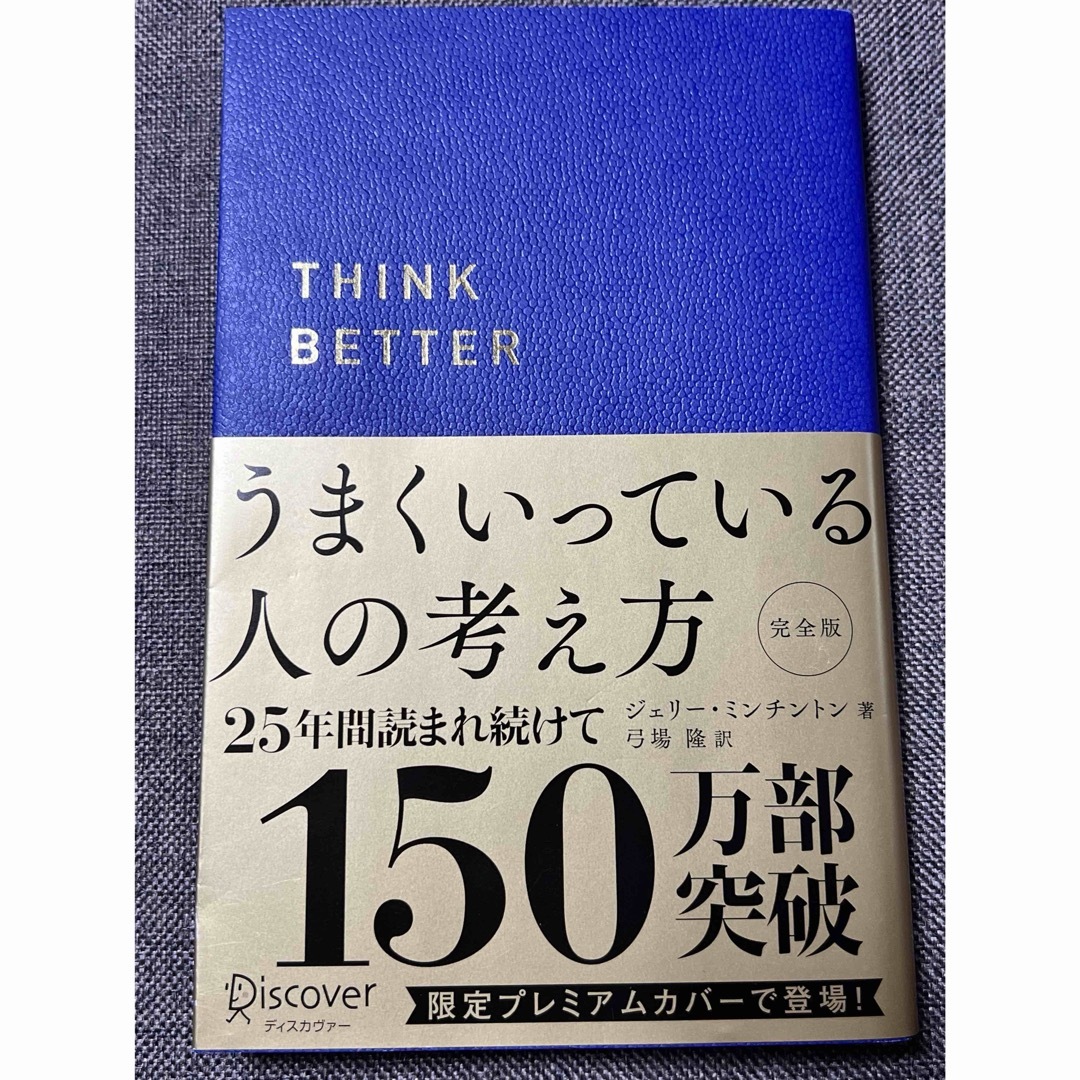 THINK
BETTER
うまくいっている
人の考え方
完全版
25年間読まれ続けて
ジェリー・ミンチントン 著
弓場 隆 訳
150万部
突破
Discover
ディスカヴァー
限定プレミアムカバーで登場!